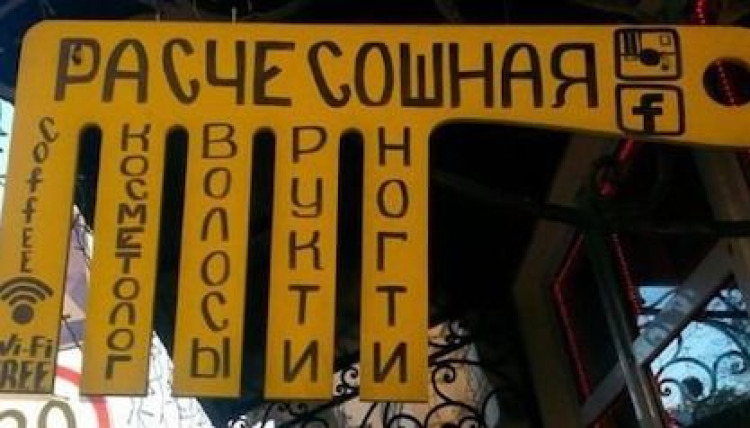 РАСЧЕСОШНАЯ
f
Coffee
Wi-Fi
FREE
КОСМЕТОЛОГ
ВОЛОСЫ
РУКТИ
НОГТИ